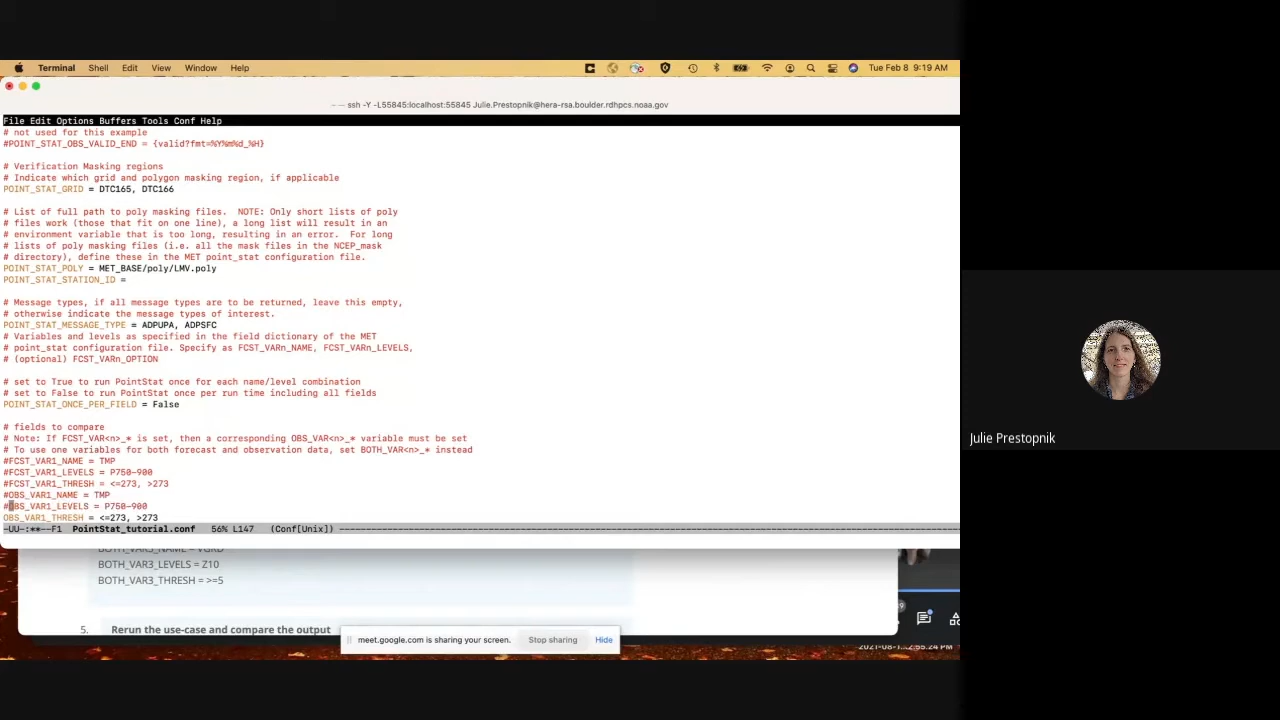 Terminal Shell Edit View Window Help Tue Feb 8 9:19 AM
ssh -Y -L55845:localhost:55845 Julie.Prestopnik@hera-rsa.boulder.rdhpcs.noaa.gov
File Edit Options Buffers Tools Conf Help
# not used for this example
#POINT_STAT_OBS_VALID_END = {valid?fmt=%Y%m%d_%H}
# Verification Masking regions
# Indicate which grid and polygon masking region, if applicable
POINT_STAT_GRID = DTC165, DTC166
# List of full path to poly masking files.  NOTE: Only short lists of poly
# files work (those that fit on one line), a long list will result in an
# environment variable that is too long, resulting in an error.  For long
# lists of poly masking files (i.e. all the mask files in the NCEP_mask
# directory), define these in the MET point_stat configuration file.
POINT_STAT_POLY = MET_BASE/poly/LMV.poly
POINT_STAT_STATION_ID =
# Message types, if all message types are to be returned, leave this empty,
# otherwise indicate the message types of interest.
POINT_STAT_MESSAGE_TYPE = ADPUPA, ADPSFC
# Variables and levels as specified in the field dictionary of the MET
# point_stat configuration file. Specify as FCST_VARn_NAME, FCST_VARn_LEVELS,
# (optional) FCST_VARn_OPTION
# set to True to run PointStat once for each name/level combination
# set to False to run PointStat once per run time including all fields
POINT_STAT_ONCE_PER_FIELD = False
# fields to compare
# Note: If FCST_VAR<n>_* is set, then a corresponding OBS_VAR<n>_* variable must be set
# To use one variables for both forecast and observation data, set BOTH_VAR<n>_* instead
#FCST_VAR1_NAME = TMP
#FCST_VAR1_LEVELS = P750-900
#FCST_VAR1_THRESH = <=273, >273
#OBS_VAR1_NAME = TMP
#OBS_VAR1_LEVELS = P750-900
OBS_VAR1_THRESH = <=273, >273
-UU-:**--F1  PointStat_tutorial.conf   56% L147   (Conf[Unix])
BOTH_VAR3_NAME = VGRD
BOTH_VAR3_LEVELS = Z10
BOTH_VAR3_THRESH = >=5
5. Rerun the use-case and compare the output
meet.google.com is sharing your screen. Stop sharing Hide
Julie Prestopnik